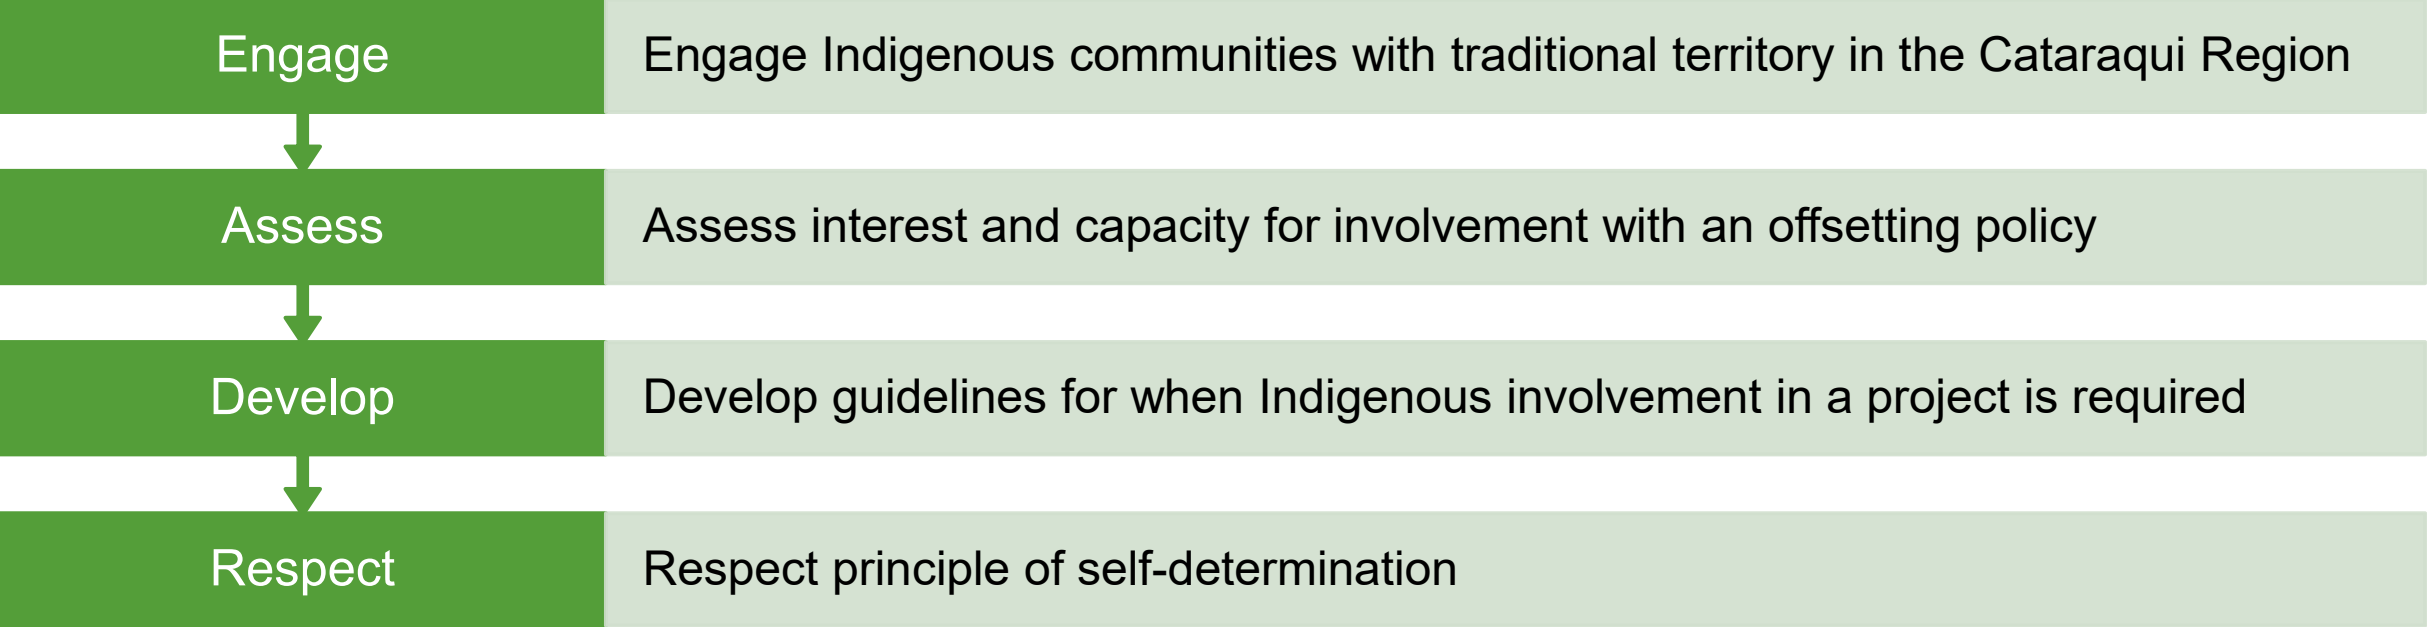 Engage
Engage Indigenous communities with traditional territory in the Cataraqui Region
Assess
Assess interest and capacity for involvement with an offsetting policy
Develop
Develop guidelines for when Indigenous involvement in a project is required
Respect
Respect principle of self-determination